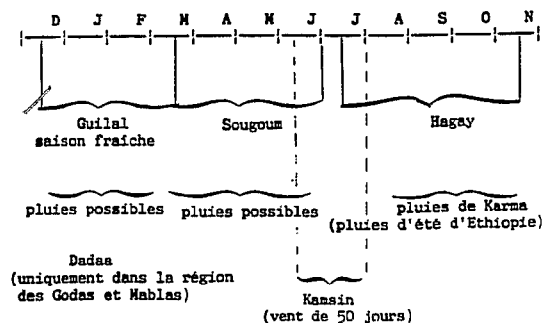 D J F M A M J J A S O N
Guilal
saison fraîche
Sougoum
Hagay
pluies possibles
pluies possibles
pluies de Karma
(pluies d'été d'Ethiopie)
Dadaa
(uniquement dans la région
des Godas et Mablas)
Kamsin
(vent de 50 jours)